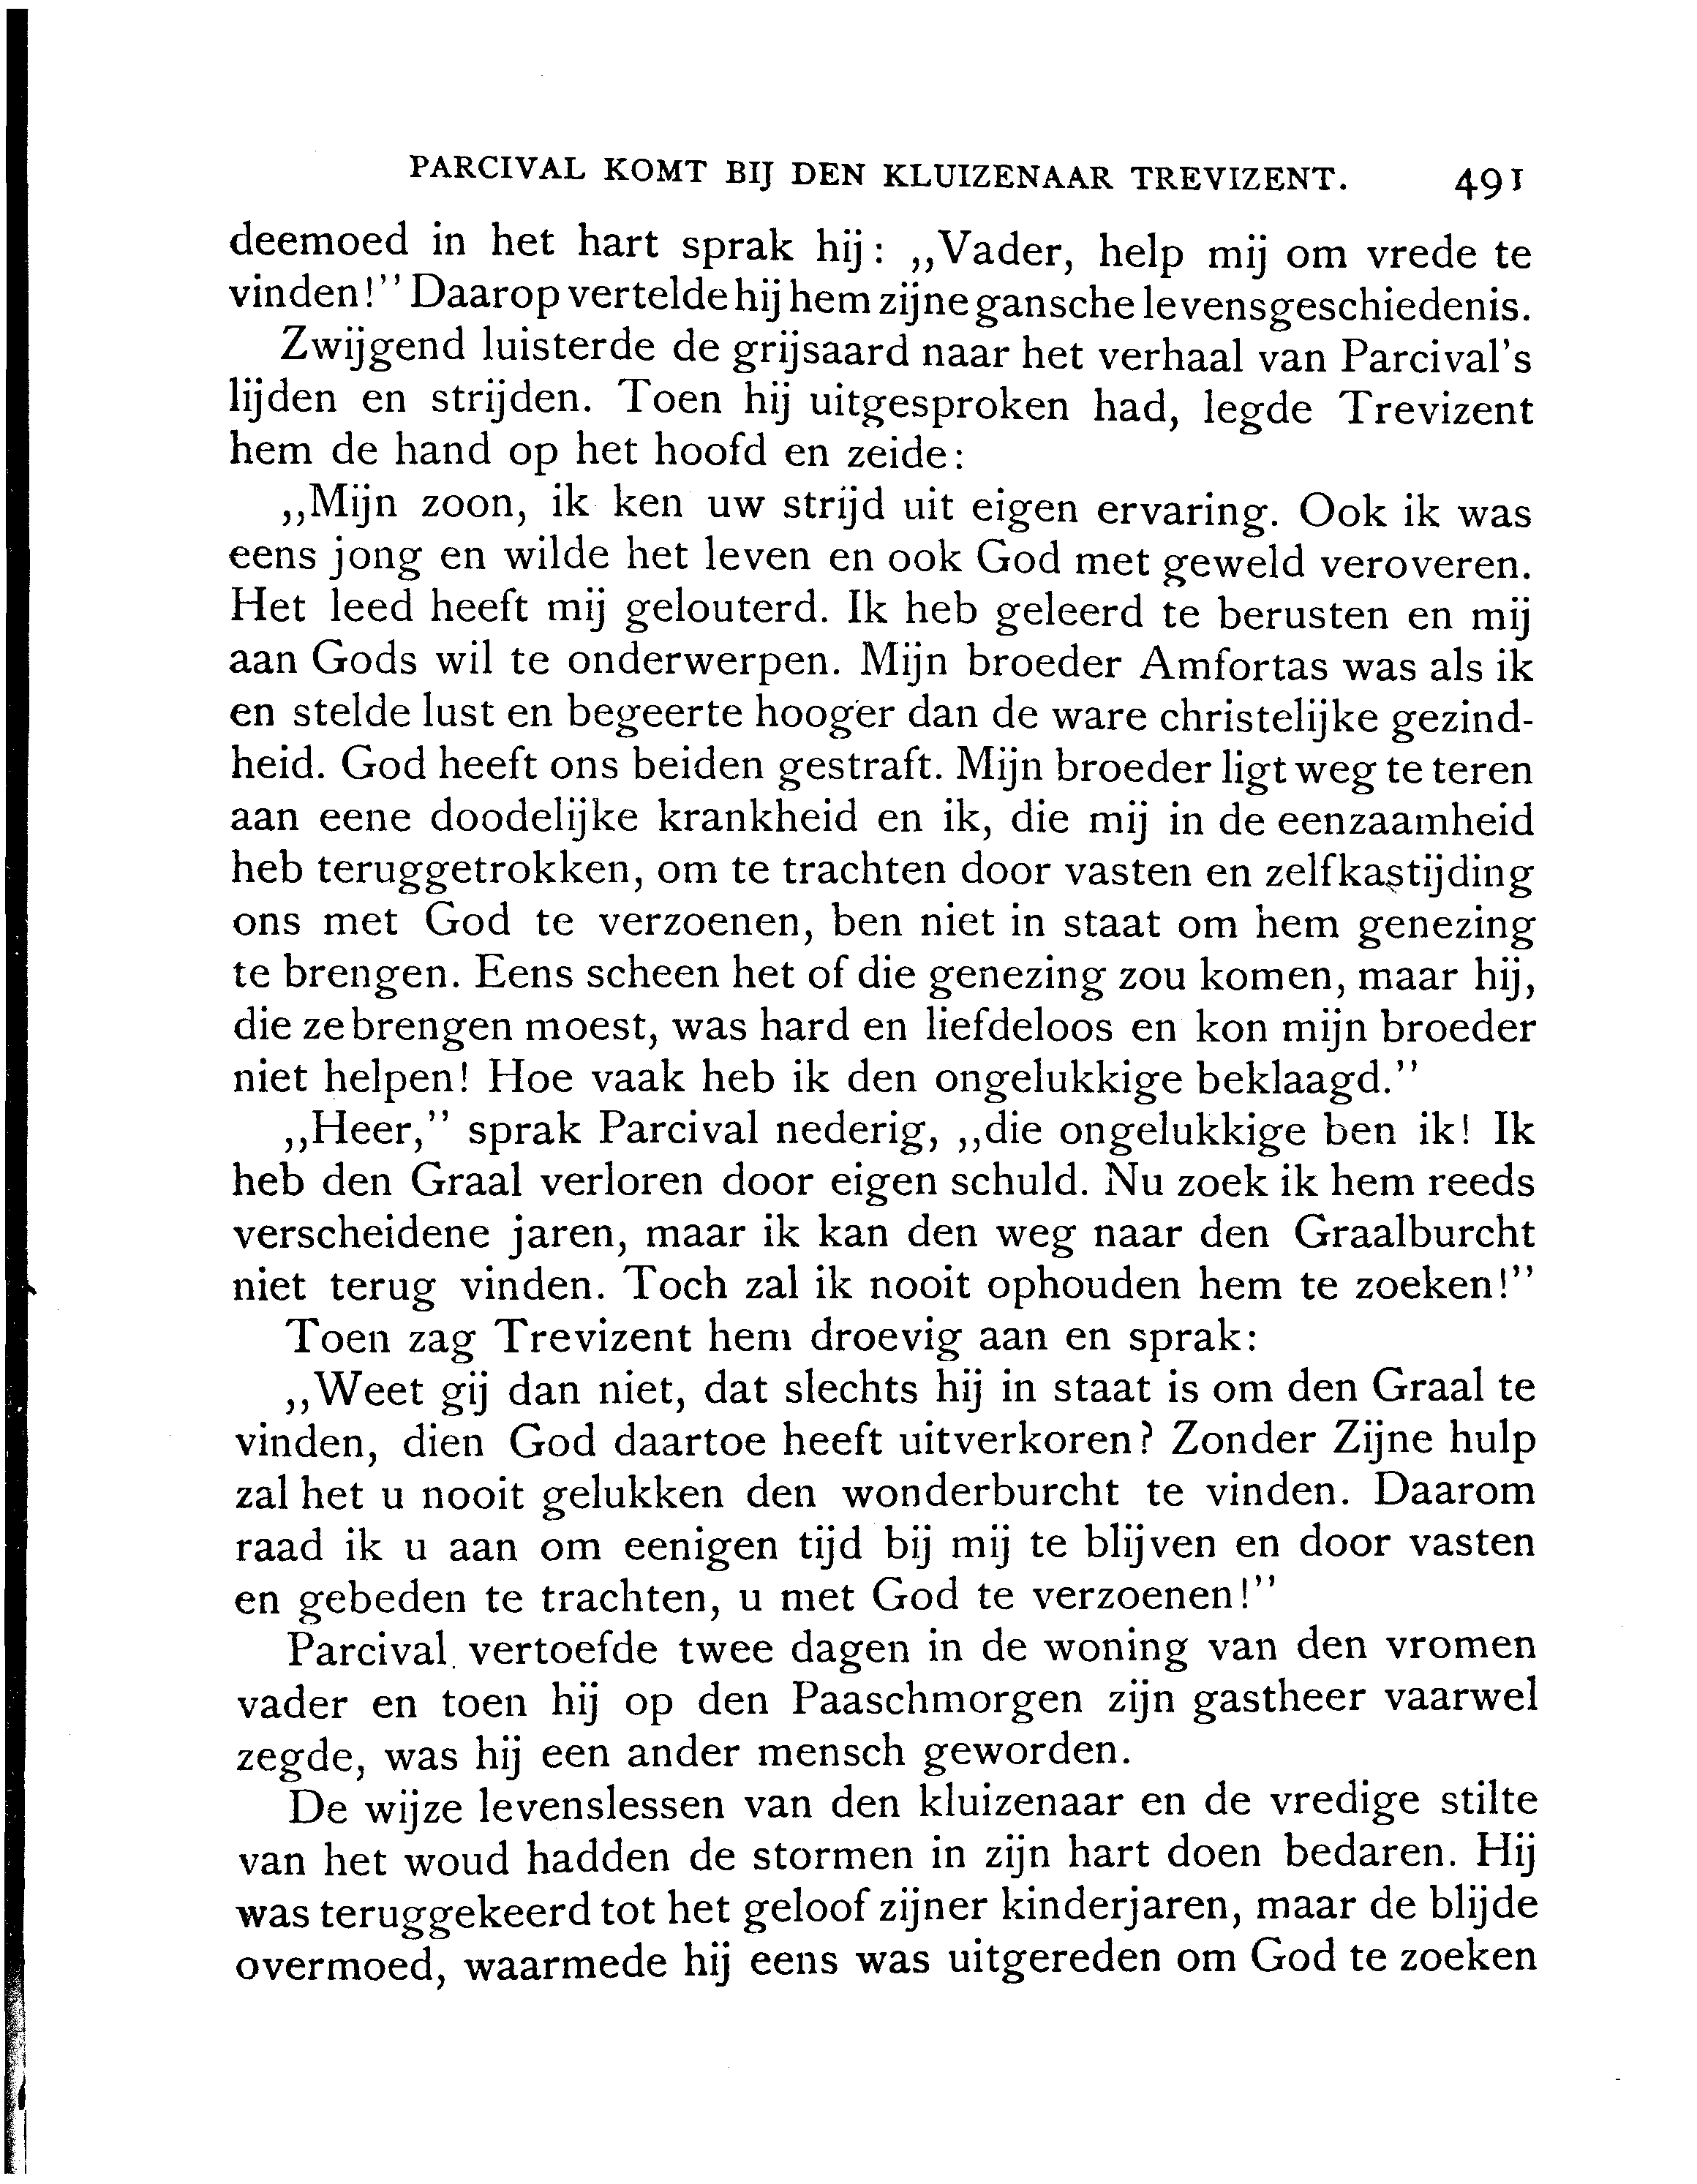 PARCIVAL KOMT BIJ DEN KLUIZENAAR TREVIZENT. 491
deemoed in het hart sprak hij: „Vader, help mij om vrede te
vinden!” Daarop vertelde hij hem zijne gansche levensgeschiedenis.
Zwijgend luisterde de grijsaard naar het verhaal van Parcival's
lijden en strijden. Toen hij uitgesproken had, legde Trevizent
hem de hand op het hoofd en zeide:
„Mijn zoon, ik ken uw strijd uit eigen ervaring. Ook ik was
eens jong en wilde het leven en ook God met geweld veroveren.
Het leed heeft mij gelouterd. Ik heb geleerd te berusten en mij
aan Gods wil te onderwerpen. Mijn broeder Amfortas was als ik
en stelde lust en begeerte hooger dan de ware christelijke gezind-
heid. God heeft ons beiden gestraft. Mijn broeder ligt weg te teren
aan eene doodelijke krankheid en ik, die mij in de eenzaamheid
heb teruggetrokken, om te trachten door vasten en zelfkastijding
ons met God te verzoenen, ben niet in staat om hem genezing
te brengen. Eens scheen het of die genezing zou komen, maar hij,
die ze brengen moest, was hard en liefdeloos en kon mijn broeder
niet helpen! Hoe vaak heb ik den ongelukkige beklaagd.”
„Heer,” sprak Parcival nederig, „die ongelukkige ben ik! Ik
heb den Graal verloren door eigen schuld. Nu zoek ik hem reeds
verscheidene jaren, maar ik kan den weg naar den Graalburcht
niet terug vinden. Toch zal ik nooit ophouden hem te zoeken!”
Toen zag Trevizent hem droevig aan en sprak:
„Weet gij dan niet, dat slechts hij in staat is om den Graal te
vinden, dien God daartoe heeft uitverkoren? Zonder Zijne hulp
zal het u nooit gelukken den wonderburcht te vinden. Daarom
raad ik u aan om eenigen tijd bij mij te blijven en door vasten
en gebeden te trachten, u met God te verzoenen!”
Parcival vertoefde twee dagen in de woning van den vromen
vader en toen hij op den Paaschmorgen zijn gastheer vaarwel
zegde, was hij een ander mensch geworden.
De wijze levenslessen van den kluizenaar en de vredige stilte
van het woud hadden de stormen in zijn hart doen bedaren. Hij
was teruggekeerd tot het geloof zijner kinderjaren, maar de blijde
overmoed, waarmede hij eens was uitgereden om God te zoeken